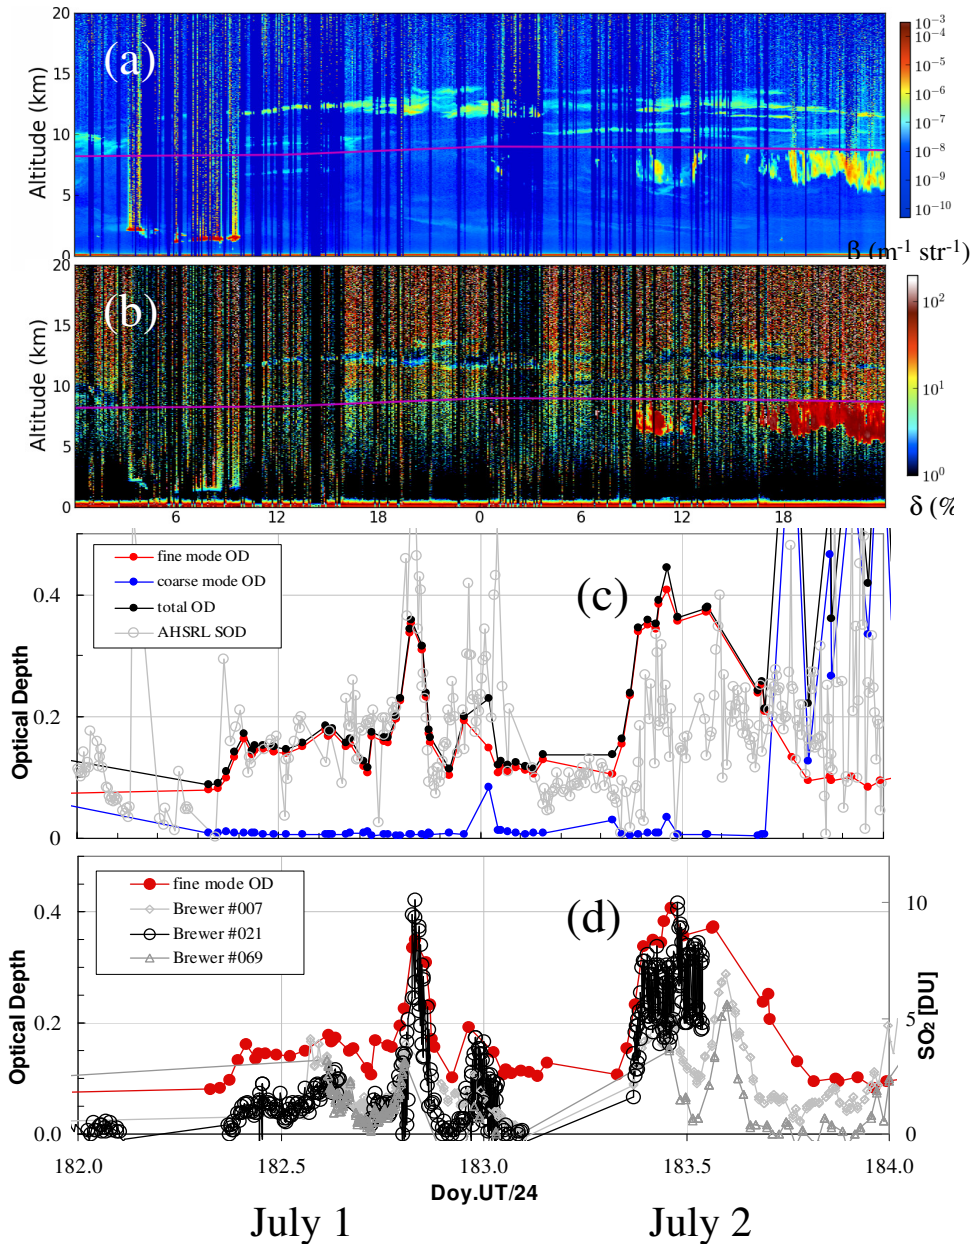 20
15
10
5
0
Altitude (km)
(a)
10⁻³
10⁻⁴
10⁻⁵
10⁻⁶
10⁻⁷
10⁻⁸
10⁻⁹
10⁻¹⁰
β (m⁻¹ str⁻¹)
20
15
10
5
0
Altitude (km)
(b)
10²
10¹
10⁰
δ (%
6
12
18
0
6
12
18
fine mode OD
coarse mode OD
total OD
AHSRL SOD
(c)
0.4
0.2
0
Optical Depth
fine mode OD
Brewer #007
Brewer #021
Brewer #069
(d)
0.4
0.2
0.0
Optical Depth
10
5
0
SO₂ [DU]
182.0
182.5
183.0
183.5
184.0
Doy.UT/24
July 1
July 2